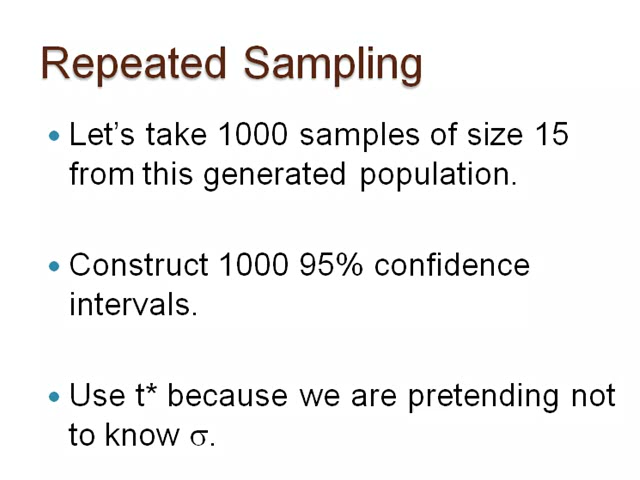 Repeated Sampling
• Let's take 1000 samples of size 15
from this generated population.
• Construct 1000 95% confidence
intervals.
• Use t* because we are pretending not
to know σ.